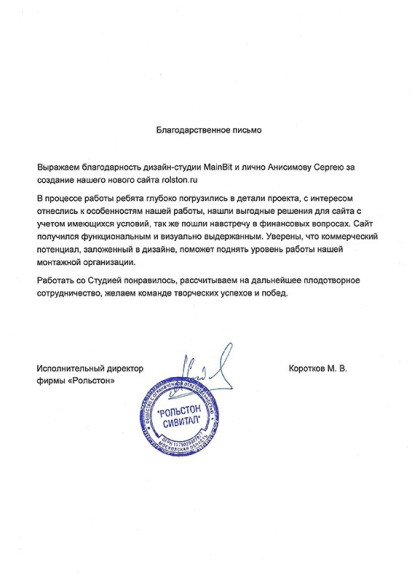 Благодарственное письмо
Выражаем благодарность дизайн-студии MainBit и лично Анисимову Сергею за
создание нашего нового сайта rolston.ru
В процессе работы ребята глубоко погрузились в детали проекта, с интересом
отнеслись к особенностям нашей работы, нашли выгодные решения для сайта с
учетом имеющихся условий, так же пошли навстречу в финансовых вопросах. Сайт
получился функциональным и визуально выдержанным. Уверены, что коммерческий
потенциал, заложенный в дизайне, поможет поднять уровень работы нашей
монтажной организации.
Работать со Студией понравилось, рассчитываем на дальнейшее плодотворное
сотрудничество, желаем команде творческих успехов и побед.
Исполнительный директор
фирмы «Рольстон»
Коротков М. В.
"РОЛЬСТОН
СИВИТАЛ"
МОСКОВСКАЯ ОБЛАСТЬ